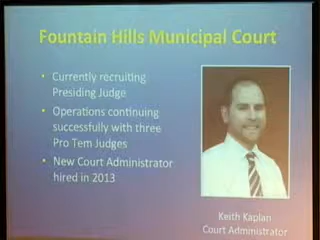 Fountain Hills Municipal Court
• Currently recruiting
Presiding Judge
• Operations continuing
successfully with three
Pro Tem Judges
• New Court Administrator
hired in 2013
Keith Kaplan
Court Administrator